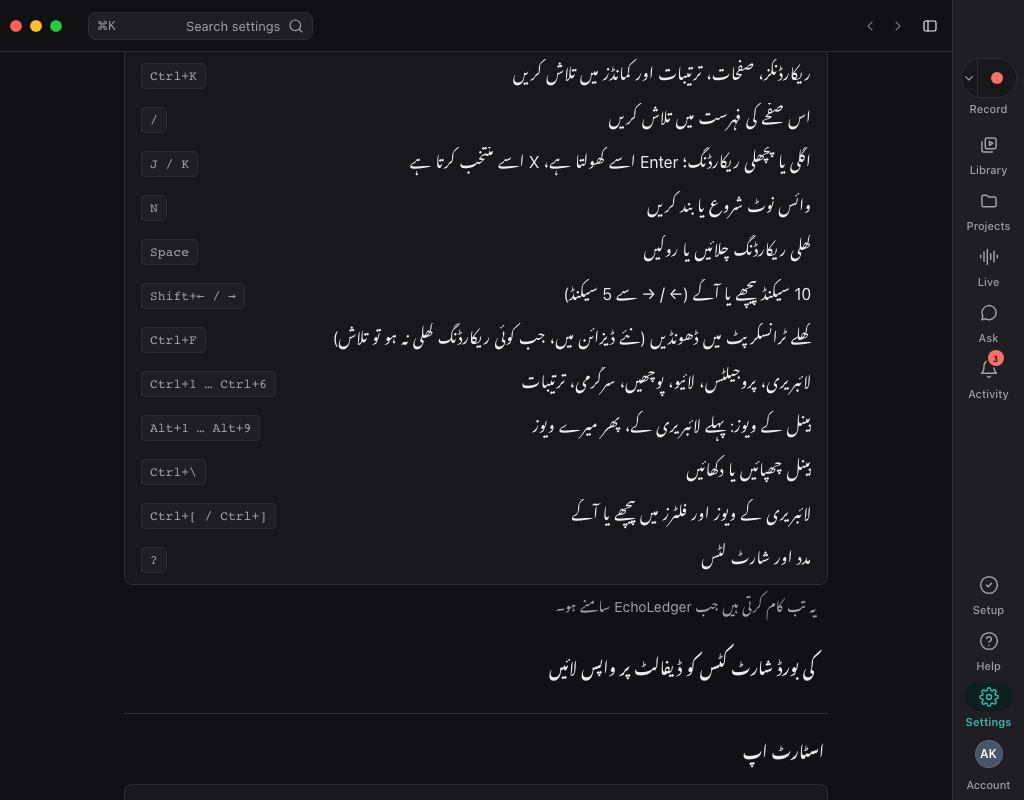 ⌘K Search settings
ریکارڈنگز، صفحات، ترتیبات اور کمانڈز میں تلاش کریں Ctrl+K
اس صفحے کی فہرست میں تلاش کریں /
اگلی یا پچھلی ریکارڈنگ؛ Enter اسے کھولتا ہے، X اسے منتخب کرتا ہے J / K
وائس نوٹ شروع یا بند کریں N
کھلی ریکارڈنگ چلائیں یا روکیں Space
10 سیکنڈ پیچھے یا آگے (← / → سے 5 سیکنڈ) Shift+← / →
کھلے ٹرانسکرپٹ میں ڈھونڈیں (نئے ڈیزائن میں، جب کوئی ریکارڈنگ کھلی نہ ہو تو تلاش) Ctrl+F
لائبریری، پروجیکٹس، لائیو، پوچھیں، سرگرمی، ترتیبات Ctrl+1 … Ctrl+6
پینل کے ویوز: پہلے لائبریری کے، پھر میرے ویوز Alt+1 … Alt+9
پینل چھپائیں یا دکھائیں Ctrl+\
لائبریری کے ویوز اور فلٹرز میں پیچھے یا آگے Ctrl+[ / Ctrl+]
مدد اور شارٹ کٹس ?
یہ تب کام کرتی ہیں جب EchoLedger سامنے ہو۔
کی بورڈ شارٹ کٹس کو ڈیفالٹ پر واپس لائیں
اسٹارٹ اپ
Record
Library
Projects
Live
Ask
3
Activity
Setup
Help
Settings
AK
Account